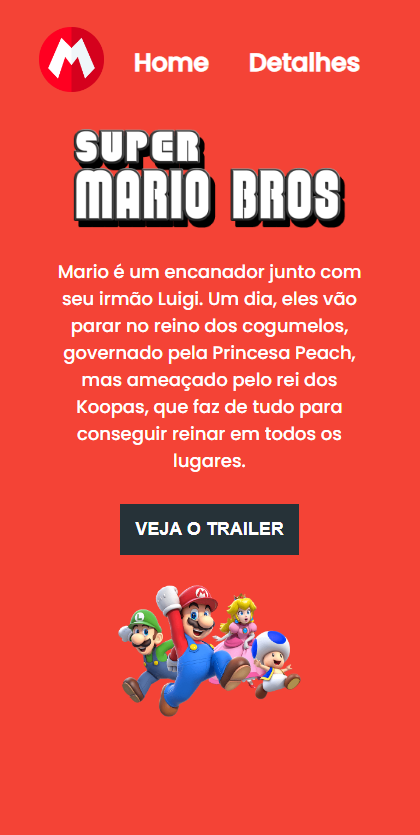 M
Home Detalhes
SUPER
MARIO BROS
Mario é um encanador junto com
seu irmão Luigi. Um dia, eles vão
parar no reino dos cogumelos,
governado pela Princesa Peach,
mas ameaçado pelo rei dos
Koopas, que faz de tudo para
conseguir reinar em todos os
lugares.
VEJA O TRAILER
L
M